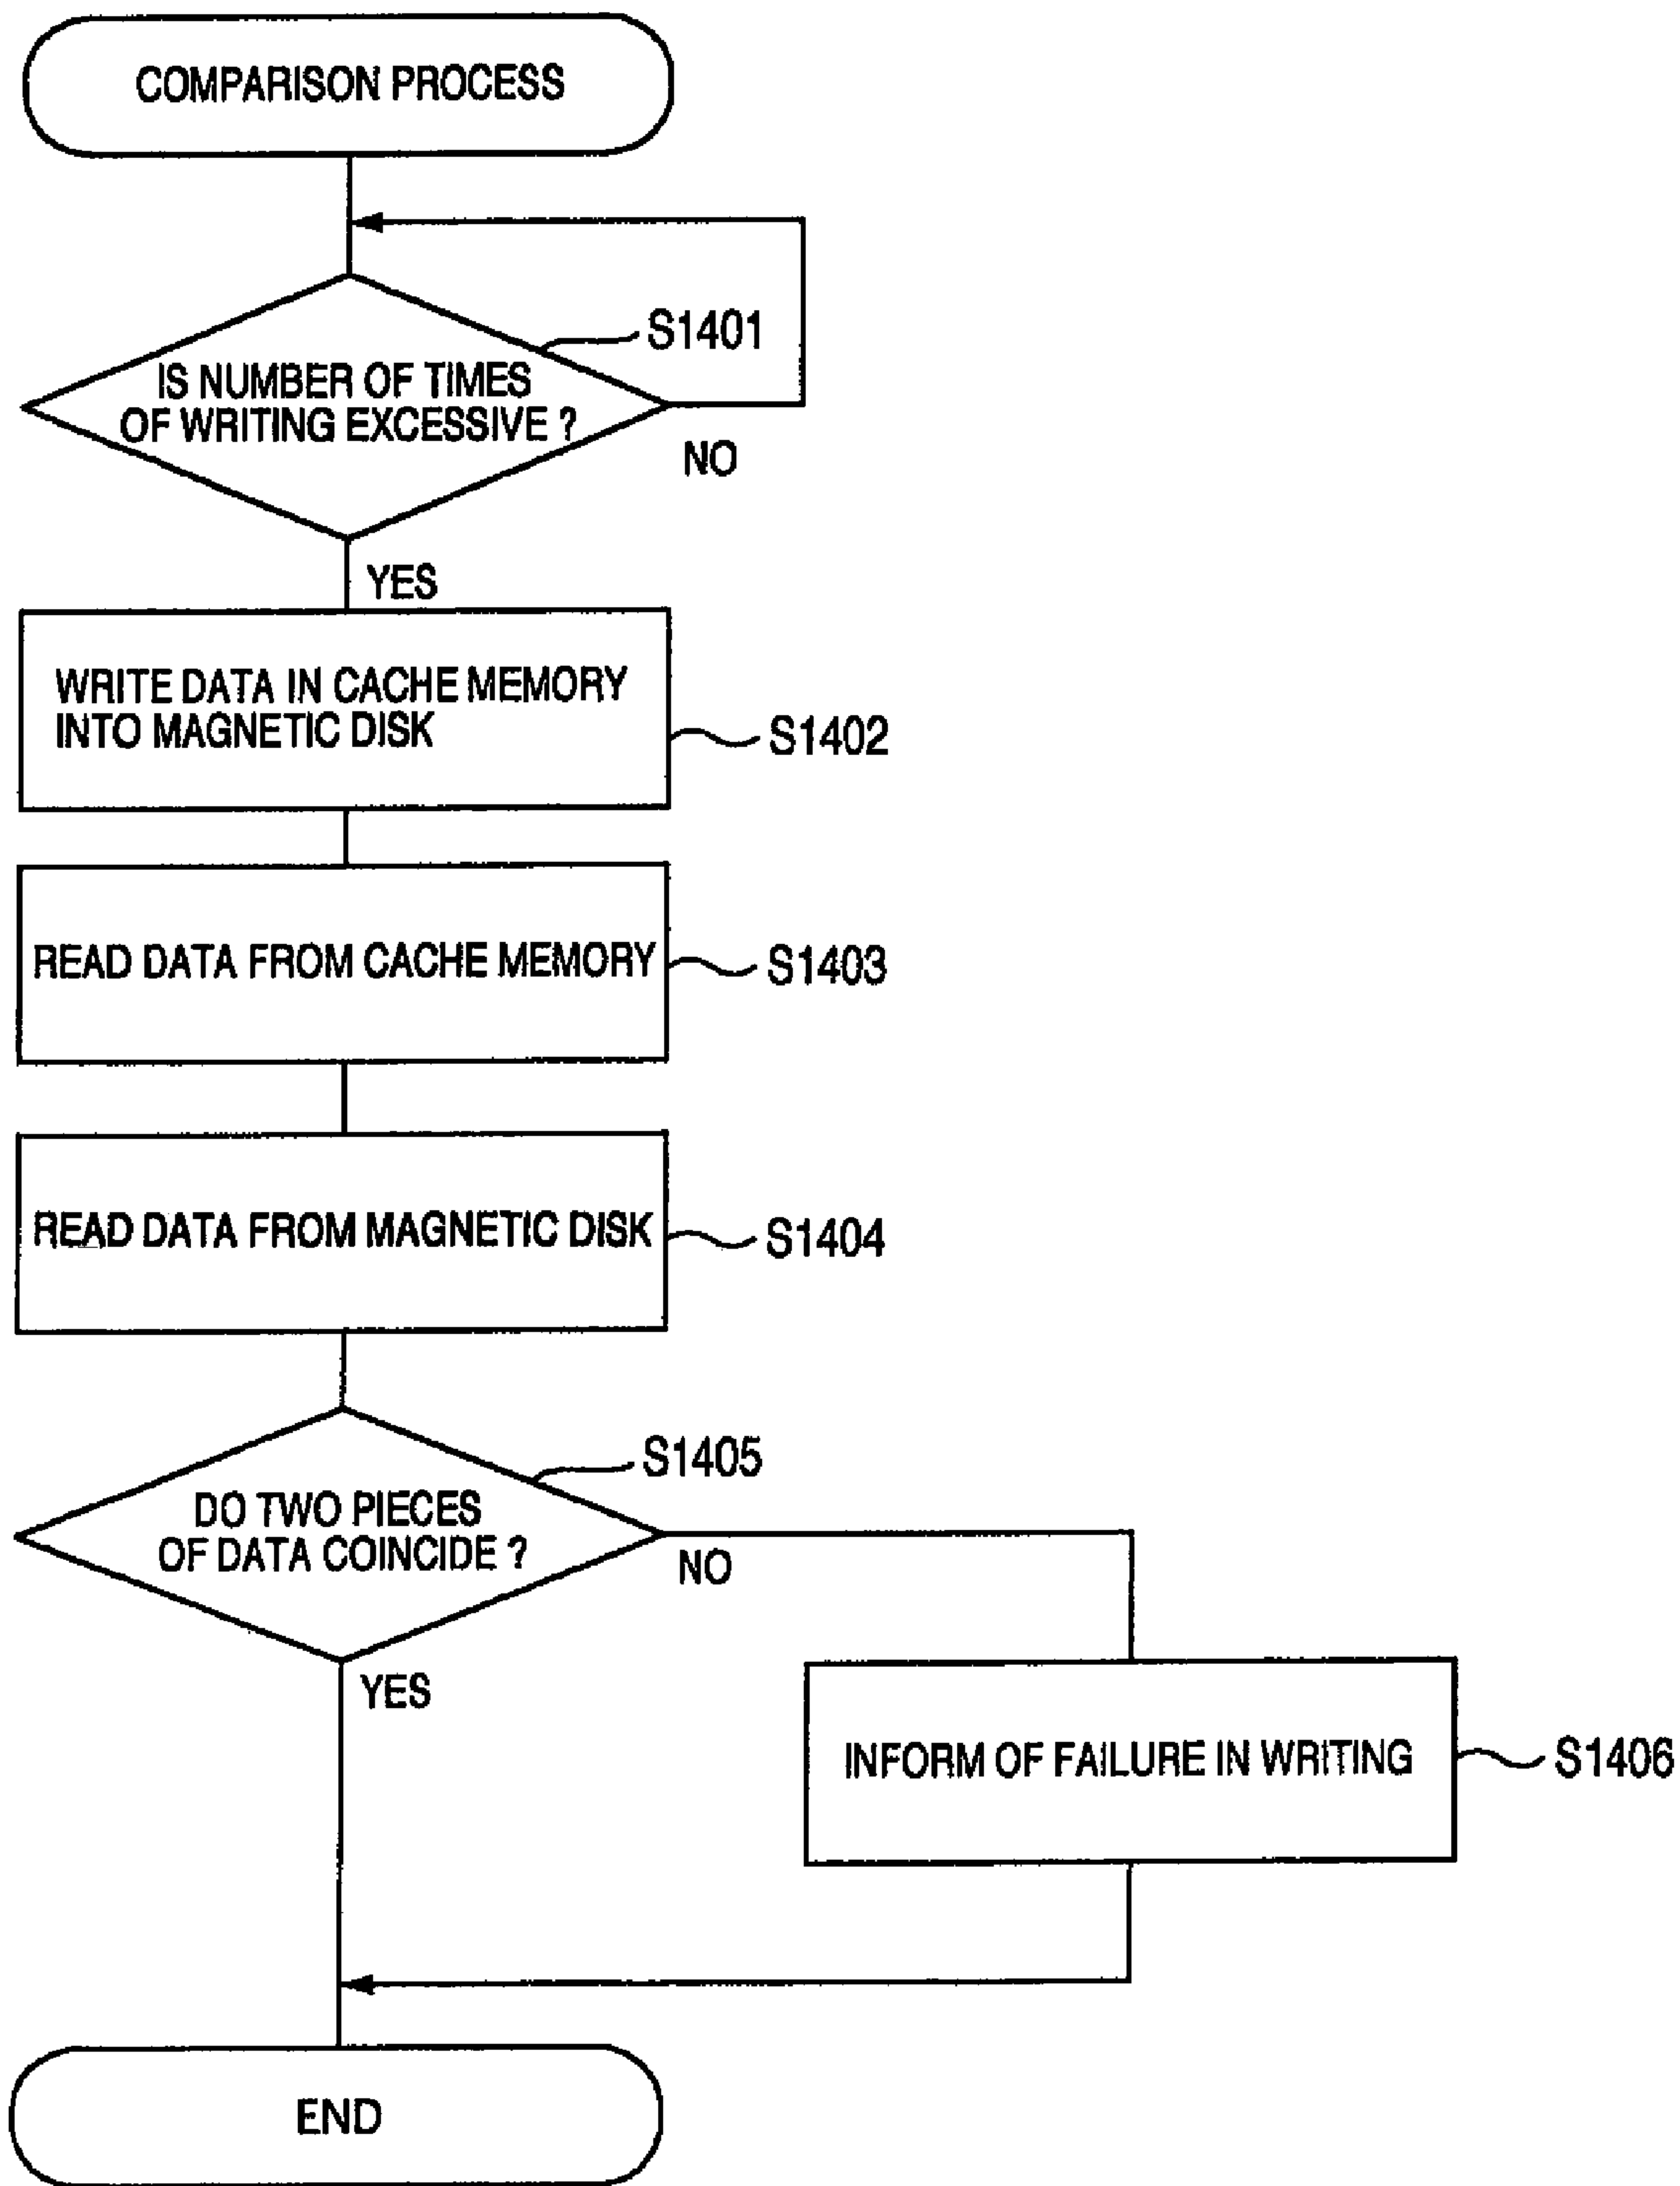 COMPARISON PROCESS
S1401
IS NUMBER OF TIMES
OF WRITING EXCESSIVE ?
NO
YES
WRITE DATA IN CACHE MEMORY
INTO MAGNETIC DISK
S1402
READ DATA FROM CACHE MEMORY
S1403
READ DATA FROM MAGNETIC DISK
S1404
S1405
DO TWO PIECES
OF DATA COINCIDE ?
NO
YES
INFORM OF FAILURE IN WRITING
S1406
END